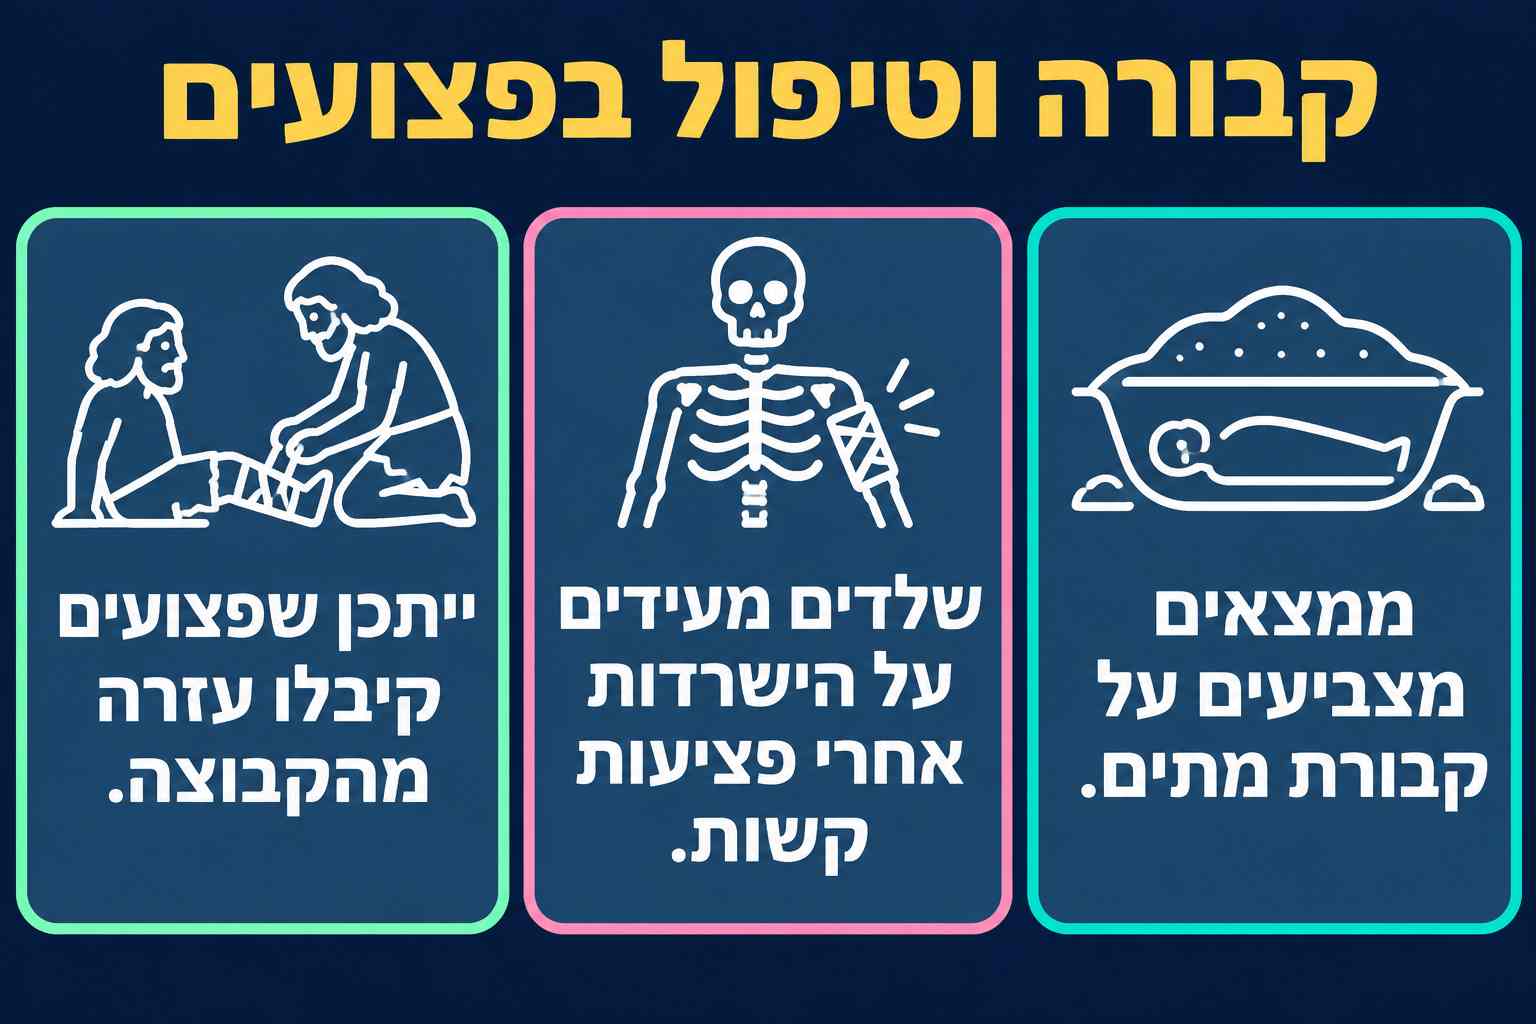 קבורה וטיפול בפצועים
ממצאים
מצביעים על
קבורת מתים.
שלדים מעידים
על הישרדות
אחרי פציעות
קשות.
ייתכן שפצועים
קיבלו עזרה
מהקבוצה.